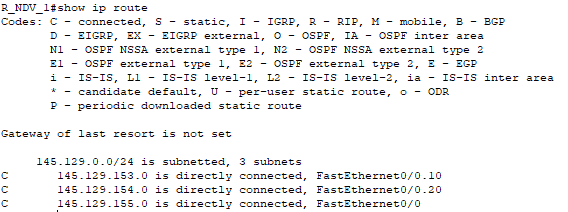 R_NDV_1#show ip route
Codes: C - connected, S - static, I - IGRP, R - RIP, M - mobile, B - BGP
D - EIGRP, EX - EIGRP external, O - OSPF, IA - OSPF inter area
N1 - OSPF NSSA external type 1, N2 - OSPF NSSA external type 2
E1 - OSPF external type 1, E2 - OSPF external type 2, E - EGP
i - IS-IS, L1 - IS-IS level-1, L2 - IS-IS level-2, ia - IS-IS inter area
* - candidate default, U - per-user static route, o - ODR
P - periodic downloaded static route
Gateway of last resort is not set
145.129.0.0/24 is subnetted, 3 subnets
C 145.129.153.0 is directly connected, FastEthernet0/0.10
C 145.129.154.0 is directly connected, FastEthernet0/0.20
C 145.129.155.0 is directly connected, FastEthernet0/0